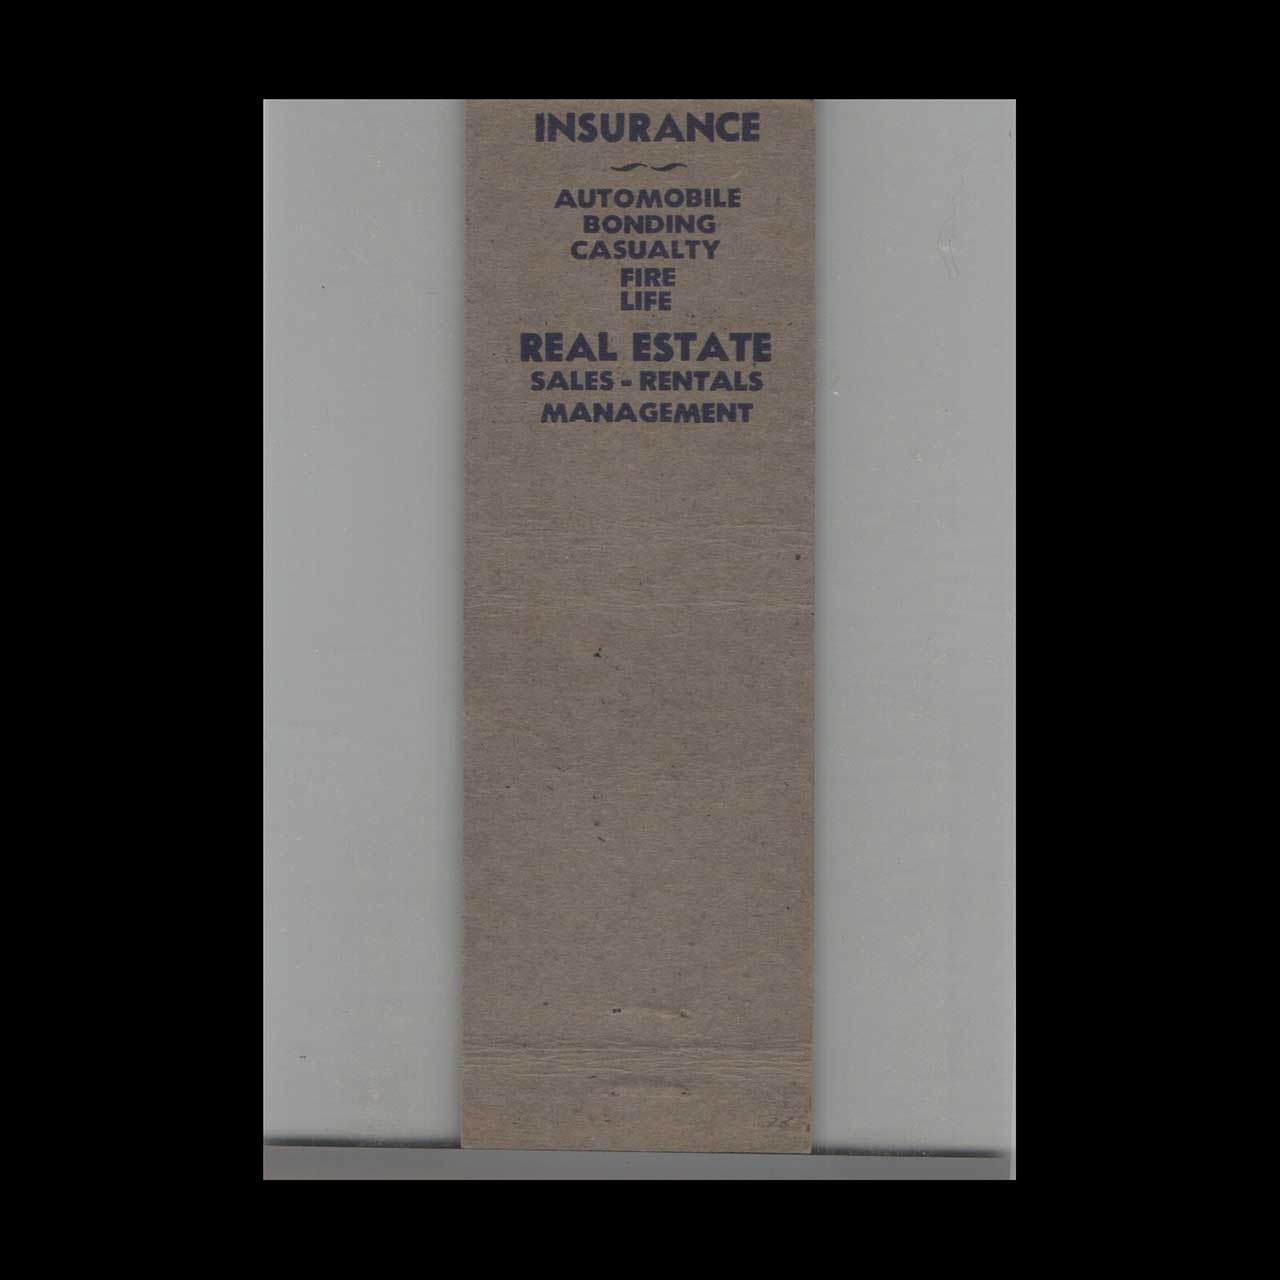 INSURANCE
AUTOMOBILE
BONDING
CASUALTY
FIRE
LIFE
REAL ESTATE
SALES - RENTALS
MANAGEMENT